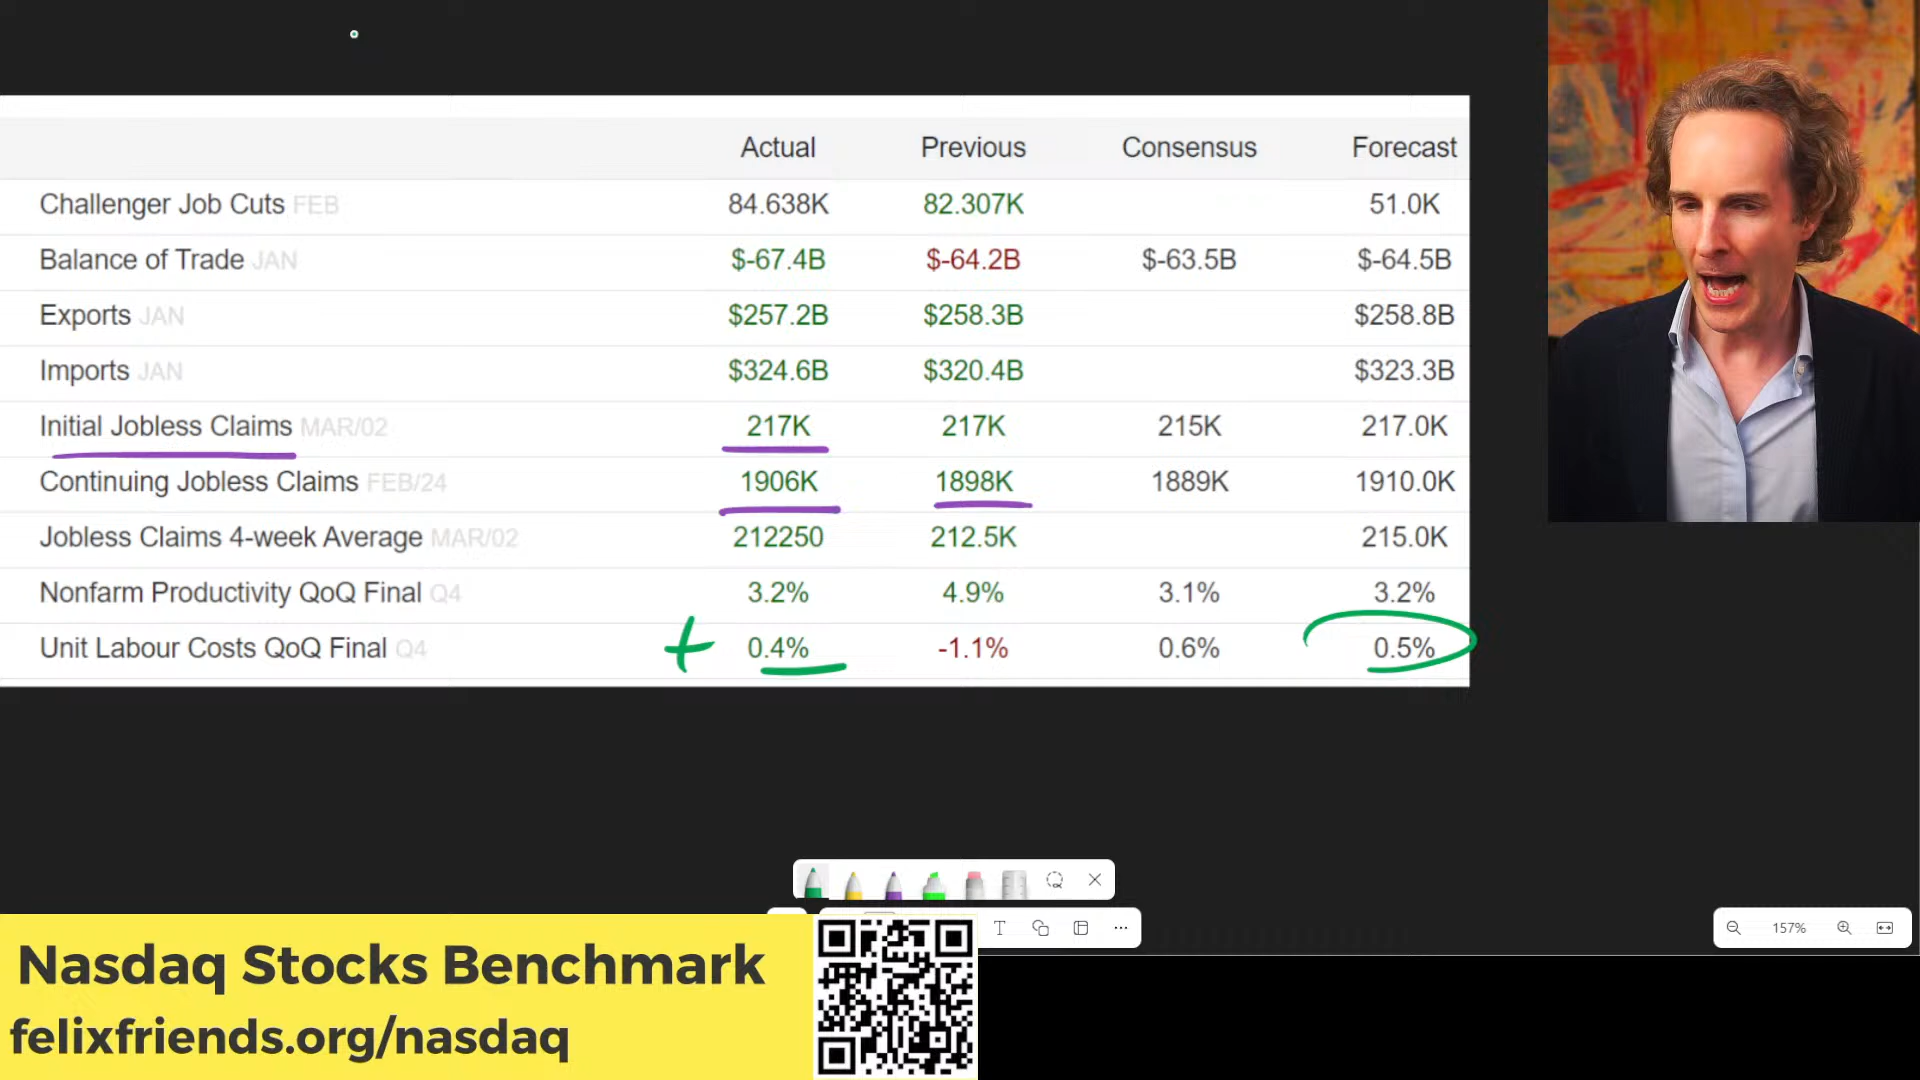 Actual Previous Consensus Forecast
Challenger Job Cuts FEB 84.638K 82.307K 51.0K
Balance of Trade JAN $-67.4B $-64.2B $-63.5B $-64.5B
Exports JAN $257.2B $258.3B $258.8B
Imports JAN $324.6B $320.4B $323.3B
Initial Jobless Claims MAR/02 217K 217K 215K 217.0K
Continuing Jobless Claims FEB/24 1906K 1898K 1889K 1910.0K
Jobless Claims 4-week Average MAR/02 212250 212.5K 215.0K
Nonfarm Productivity QoQ Final Q4 3.2% 4.9% 3.1% 3.2%
Unit Labour Costs QoQ Final Q4 + 0.4% -1.1% 0.6% 0.5%
157%
Nasdaq Stocks Benchmark
felixfriends.org/nasdaq